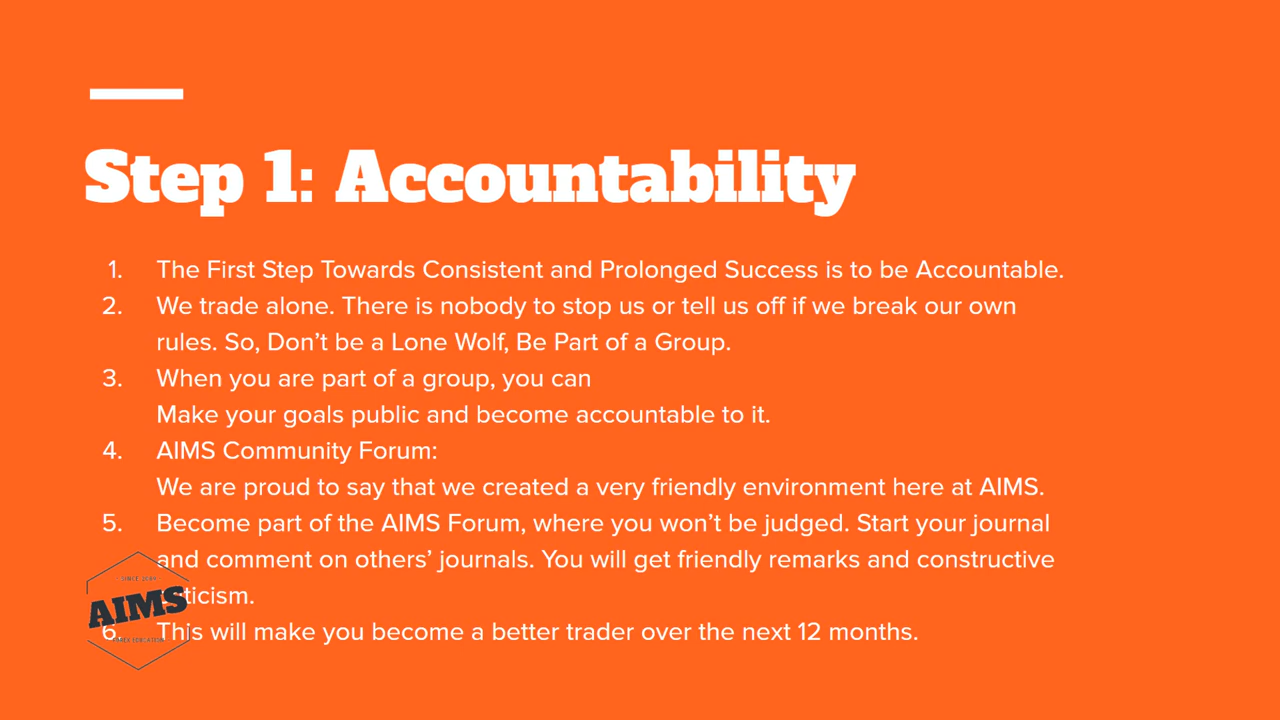 Step 1: Accountability
1. The First Step Towards Consistent and Prolonged Success is to be Accountable.
2. We trade alone. There is nobody to stop us or tell us off if we break our own
rules. So, Don't be a Lone Wolf, Be Part of a Group.
3. When you are part of a group, you can
Make your goals public and become accountable to it.
4. AIMS Community Forum:
We are proud to say that we created a very friendly environment here at AIMS.
5. Become part of the AIMS Forum, where you won't be judged. Start your journal
and comment on others' journals. You will get friendly remarks and constructive
criticism.
6. This will make you become a better trader over the next 12 months.
AIMS